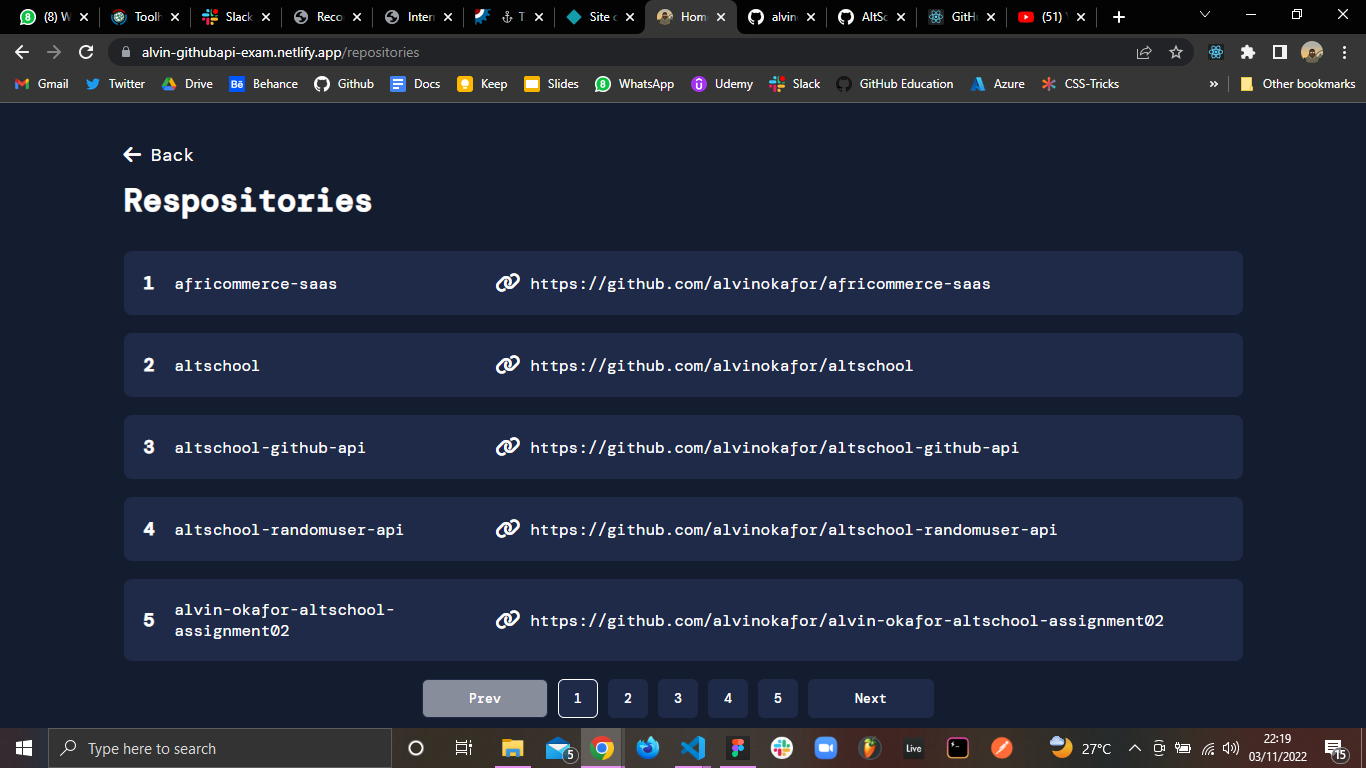 (8) W
Toolh
Slack
Reco
Intern
T
Site c
Home
alvin
AltSc
GitHu
(51)
alvin-githubapi-exam.netlify.app/repositories
Gmail
Twitter
Drive
Behance
Github
Docs
Keep
Slides
WhatsApp
Udemy
Slack
GitHub Education
Azure
CSS-Tricks
»
Other bookmarks
Back
Respositories
1 africommerce-saas https://github.com/alvinokafor/africommerce-saas
2 altschool https://github.com/alvinokafor/altschool
3 altschool-github-api https://github.com/alvinokafor/altschool-github-api
4 altschool-randomuser-api https://github.com/alvinokafor/altschool-randomuser-api
5 alvin-okafor-altschool-
assignment02
https://github.com/alvinokafor/alvin-okafor-altschool-assignment02
Prev 1 2 3 4 5 Next
Type here to search
5
Live
27°C
22:19
03/11/2022
15